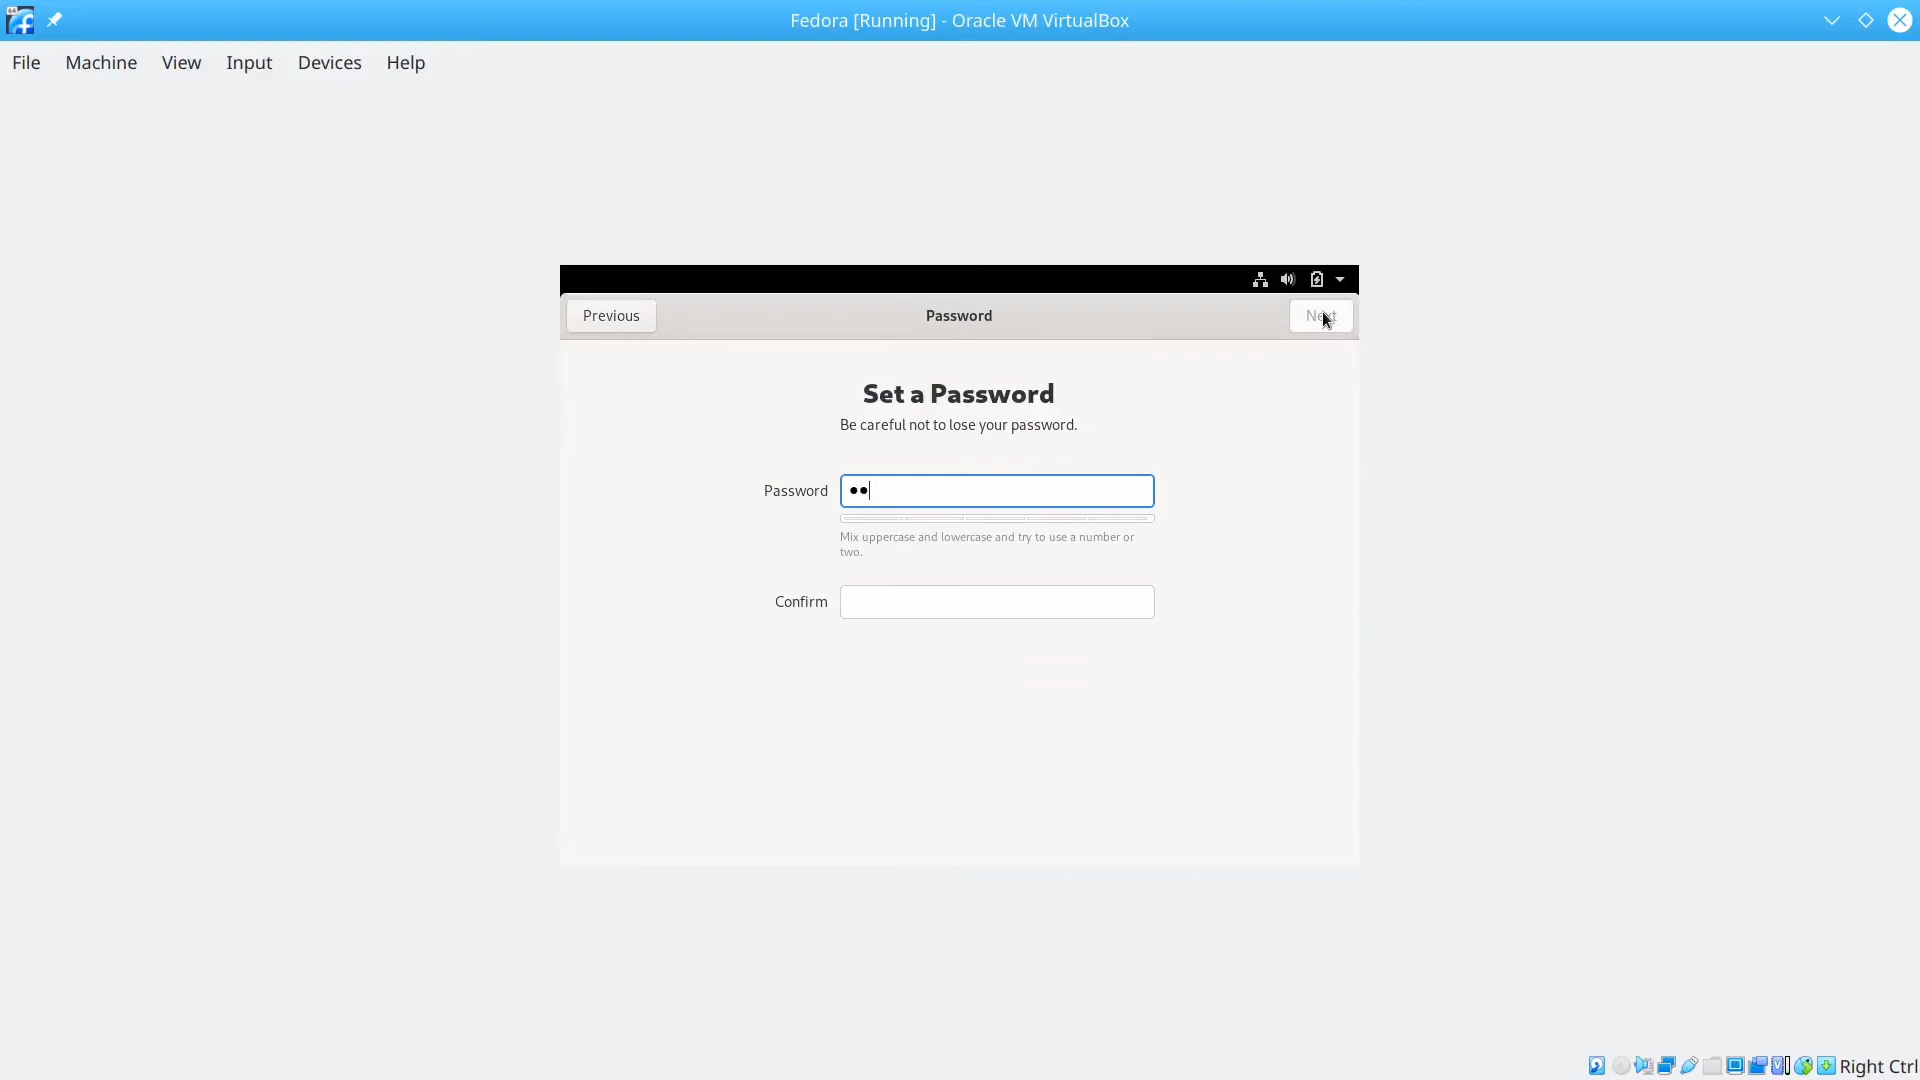 Fedora [Running] - Oracle VM VirtualBox
File Machine View Input Devices Help
Previous Password Next
Set a Password
Be careful not to lose your password.
Password ●●
Mix uppercase and lowercase and try to use a number or
two.
Confirm
Right Ctrl